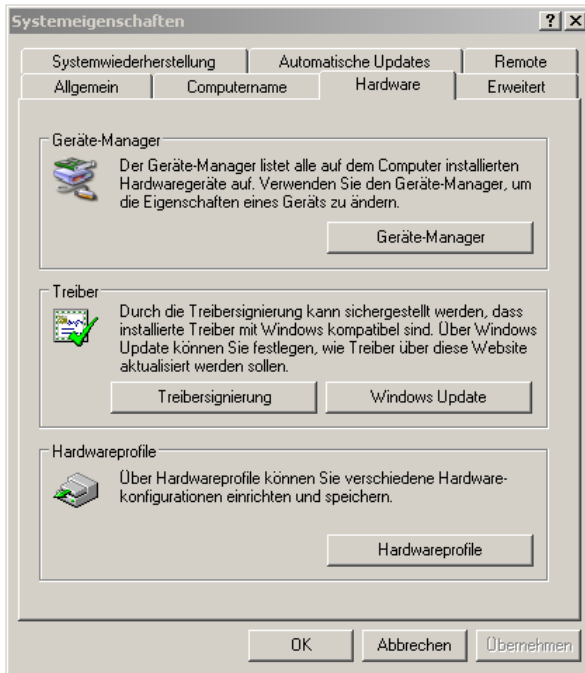 Systemeigenschaften
Systemwiederherstellung Automatische Updates Remote
Allgemein Computername Hardware Erweitert
Geräte-Manager
Der Geräte-Manager listet alle auf dem Computer installierten
Hardwaregeräte auf. Verwenden Sie den Geräte-Manager, um
die Eigenschaften eines Geräts zu ändern.
Geräte-Manager
Treiber
Durch die Treibersignierung kann sichergestellt werden, dass
installierte Treiber mit Windows kompatibel sind. Über Windows
Update können Sie festlegen, wie Treiber über diese Website
aktualisiert werden sollen.
Treibersignierung Windows Update
Hardwareprofile
Über Hardwareprofile können Sie verschiedene Hardware-
konfigurationen einrichten und speichern.
Hardwareprofile
OK Abbrechen Übernehmen